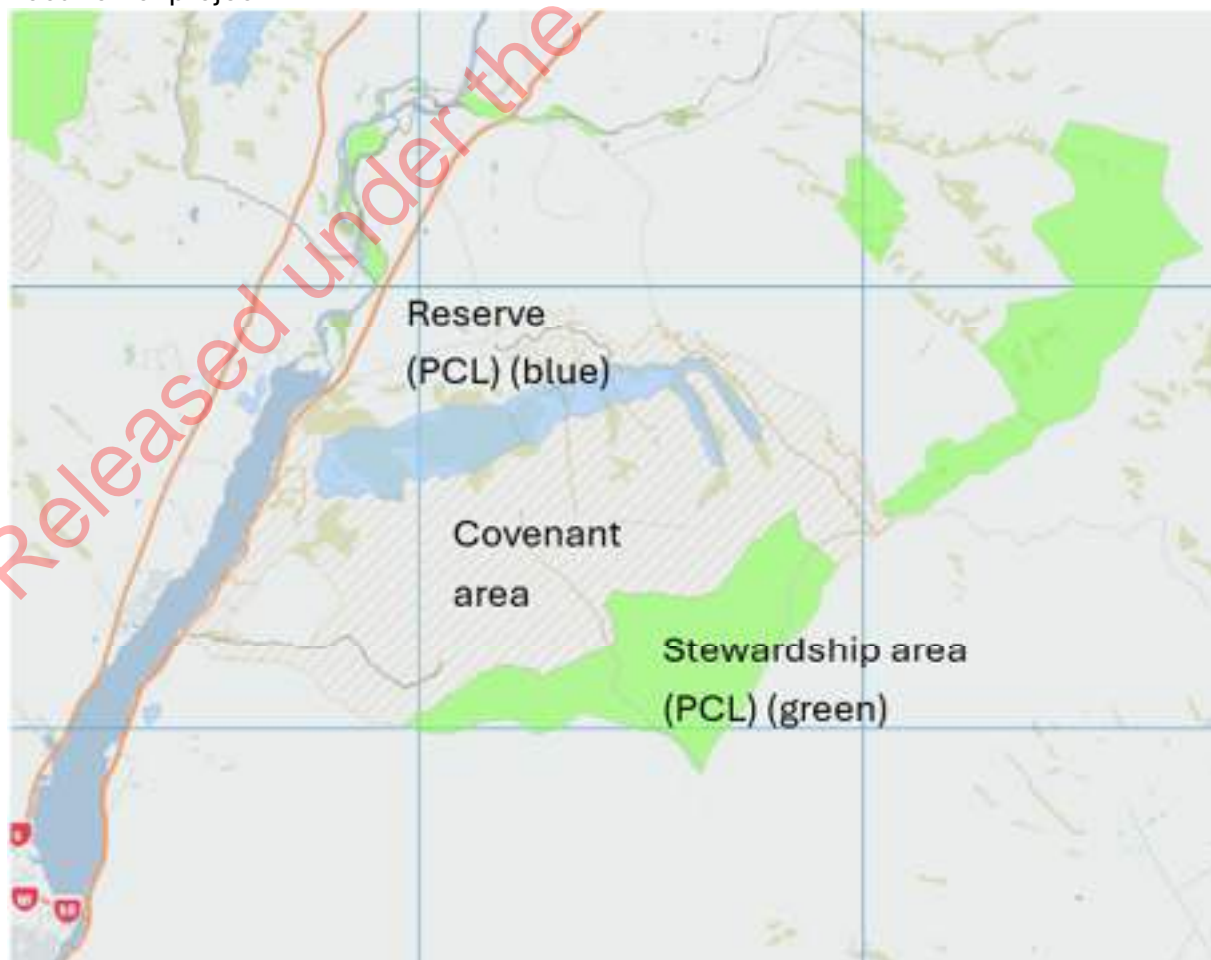 Released under the
Reserve
(PCL) (blue)
Covenant
area
Stewardship area
(PCL) (green)